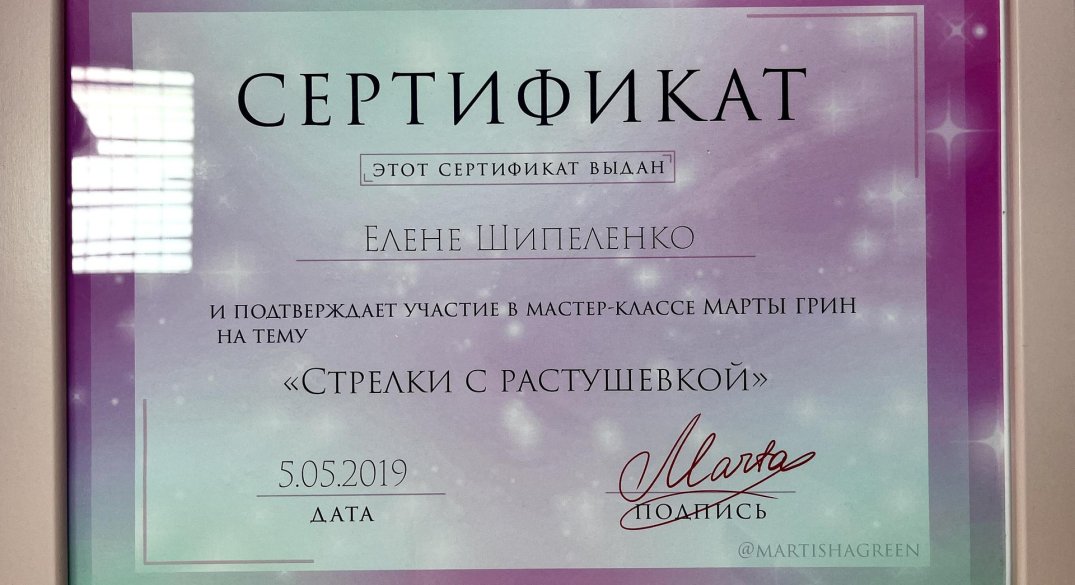 СЕРТИФИКАТ
ЭТОТ СЕРТИФИКАТ ВЫДАН
ЕЛЕНЕ ШИПЕЛЕНКО
И ПОДТВЕРЖДАЕТ УЧАСТИЕ В МАСТЕР-КЛАССЕ МАРТЫ ГРИН
НА ТЕМУ
«СТРЕЛКИ С РАСТУШЕВКОЙ»
5.05.2019
Marta
ДАТА
ПОДПИСЬ
@MARTISHAGREEN